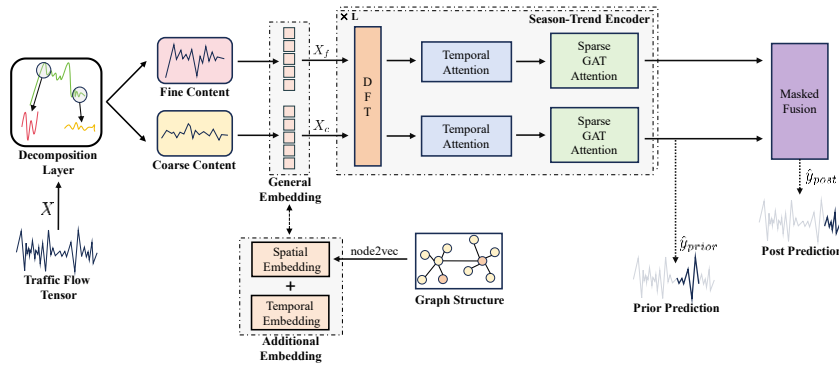 × L
Season-Trend Encoder
Fine Content
X_f
D
F
T
Temporal
Attention
Sparse
GAT
Attention
Masked
Fusion
Decomposition
Layer
Coarse Content
X_c
Temporal
Attention
Sparse
GAT
Attention
General
Embedding
X
Traffic Flow
Tensor
Spatial
Embedding
+
Temporal
Embedding
Additional
Embedding
node2vec
Graph Structure
ŷ_prior
Prior Prediction
ŷ_post
Post Prediction